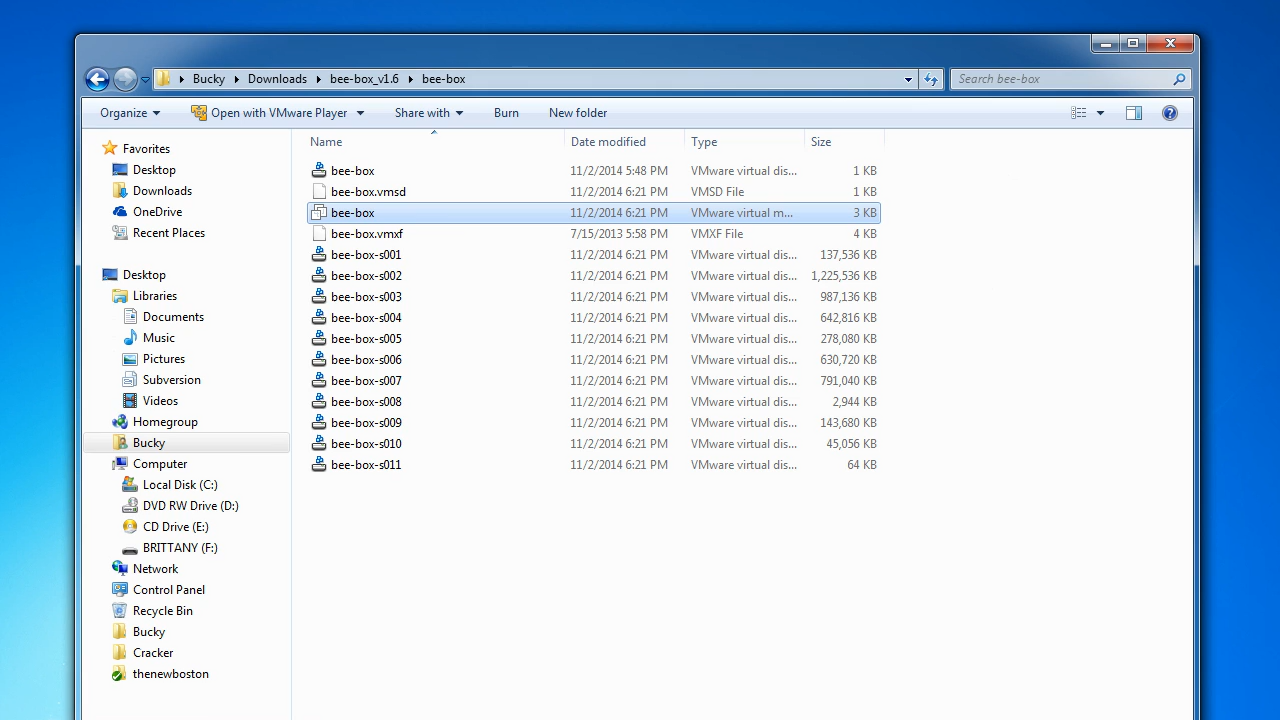 Bucky Downloads bee-box_v1.6 bee-box Search bee-box
Organize Open with VMware Player Share with Burn New folder
Name Date modified Type Size
Favorites
Desktop
Downloads
OneDrive
Recent Places
Desktop
Libraries
Documents
Music
Pictures
Subversion
Videos
Homegroup
Bucky
Computer
Local Disk (C:)
DVD RW Drive (D:)
CD Drive (E:)
BRITTANY (F:)
Network
Control Panel
Recycle Bin
Bucky
Cracker
thenewboston
bee-box 11/2/2014 5:48 PM VMware virtual dis... 1 KB
bee-box.vmsd 11/2/2014 6:21 PM VMSD File 1 KB
bee-box 11/2/2014 6:21 PM VMware virtual m... 3 KB
bee-box.vmxf 7/15/2013 5:58 PM VMXF File 4 KB
bee-box-s001 11/2/2014 6:21 PM VMware virtual dis... 137,536 KB
bee-box-s002 11/2/2014 6:21 PM VMware virtual dis... 1,225,536 KB
bee-box-s003 11/2/2014 6:21 PM VMware virtual dis... 987,136 KB
bee-box-s004 11/2/2014 6:21 PM VMware virtual dis... 642,816 KB
bee-box-s005 11/2/2014 6:21 PM VMware virtual dis... 278,080 KB
bee-box-s006 11/2/2014 6:21 PM VMware virtual dis... 630,720 KB
bee-box-s007 11/2/2014 6:21 PM VMware virtual dis... 791,040 KB
bee-box-s008 11/2/2014 6:21 PM VMware virtual dis... 2,944 KB
bee-box-s009 11/2/2014 6:21 PM VMware virtual dis... 143,680 KB
bee-box-s010 11/2/2014 6:21 PM VMware virtual dis... 45,056 KB
bee-box-s011 11/2/2014 6:21 PM VMware virtual dis... 64 KB